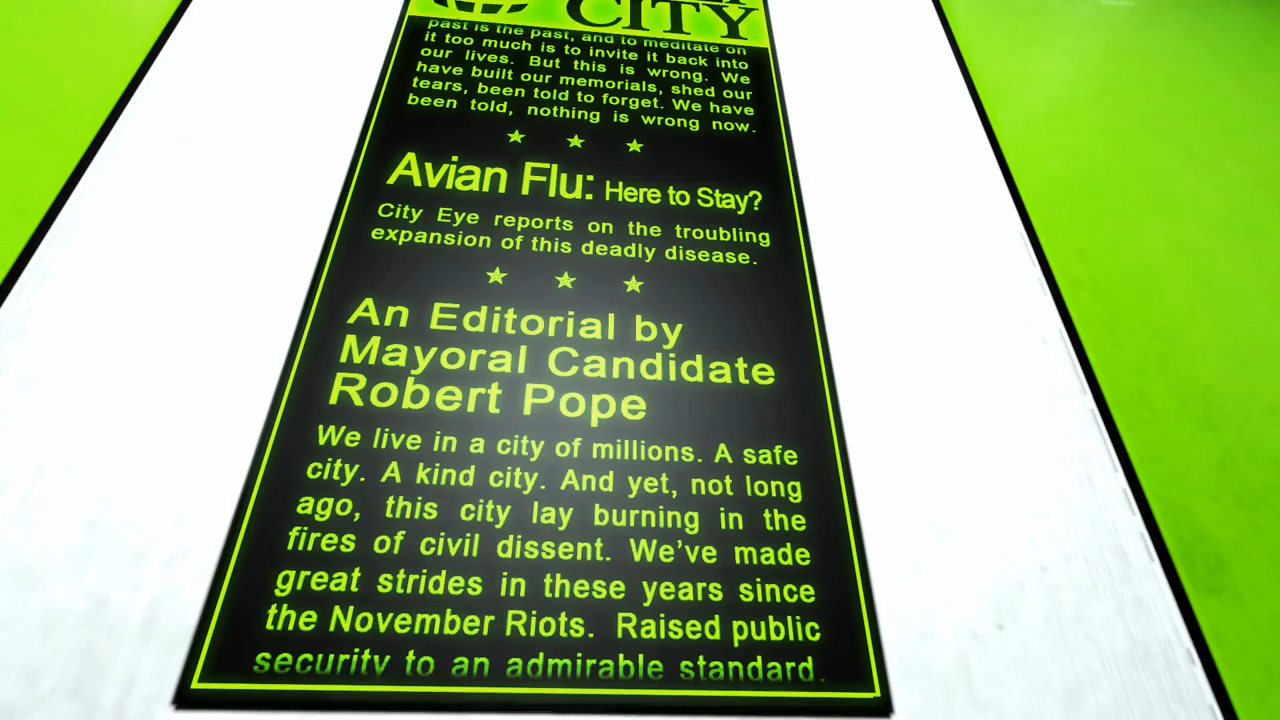 CITY
past is the past, and to meditate on
it too much is to invite it back into
our lives. But this is wrong. We
have built our memorials, shed our
tears, been told to forget. We have
been told, nothing is wrong now.
Avian Flu: Here to Stay?
City Eye reports on the troubling
expansion of this deadly disease.
An Editorial by
Mayoral Candidate
Robert Pope
We live in a city of millions. A safe
city. A kind city. And yet, not long
ago, this city lay burning in the
fires of civil dissent. We've made
great strides in these years since
the November Riots. Raised public
security to an admirable standard.